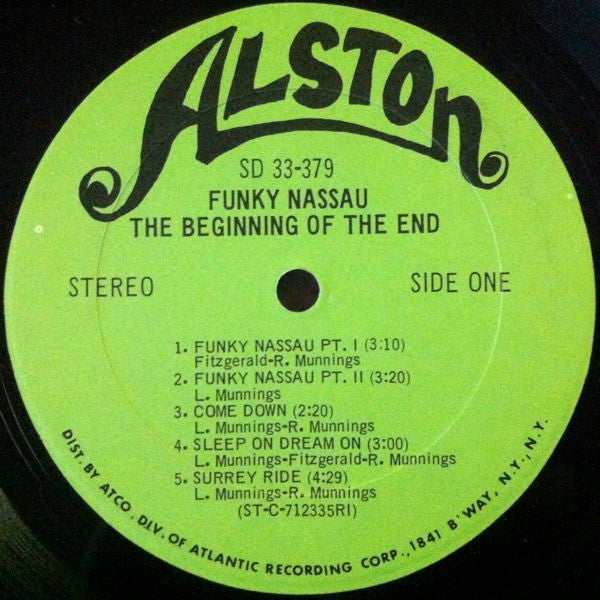 ALSTON
SD 33-379
FUNKY NASSAU
THE BEGINNING OF THE END
STEREO
SIDE ONE
1. FUNKY NASSAU PT. I (3:10)
Fitzgerald-R. Munnings
2. FUNKY NASSAU PT. II (3:20)
L. Munnings
3. COME DOWN (2:20)
L. Munnings-R. Munnings
4. SLEEP ON DREAM ON (3:00)
L. Munnings-Fitzgerald-R. Munnings
5. SURREY RIDE (4:29)
L. Munnings-R. Munnings
(ST-C-712335RI)
DIST. BY ATCO, DIV. OF ATLANTIC RECORDING CORP., 1841 B'WAY, N.Y., N.Y.